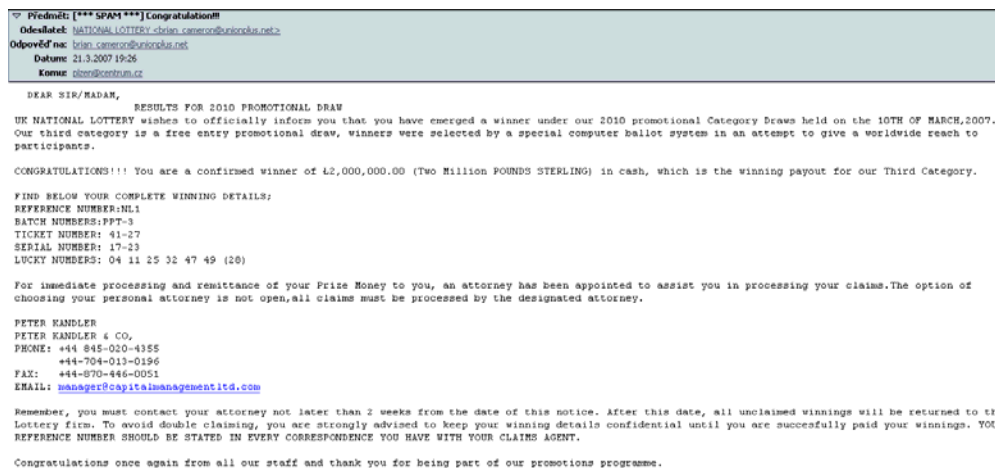 Předmět: [*** SPAM ***] Congratulation!!!
Odesílatel: NATIONAL LOTTERY <brian_cameron@unionplus.net>
Odpověď na: brian_cameron@unionplus.net
Datum: 21.3.2007 19:26
Komu: plzen@centrum.cz
DEAR SIR/MADAM,
RESULTS FOR 2010 PROMOTIONAL DRAW
UK NATIONAL LOTTERY wishes to officially inform you that you have emerged a winner under our 2010 promotional Category Draws held on the 10TH OF MARCH,2007.
Our third category is a free entry promotional draw, winners were selected by a special computer ballot system in an attempt to give a worldwide reach to
participants.
CONGRATULATIONS!!! You are a confirmed winner of Ł2,000,000.00 (Two Million POUNDS STERLING) in cash, which is the winning payout for our Third Category.
FIND BELOW YOUR COMPLETE WINNING DETAILS;
REFERENCE NUMBER:NL1
BATCH NUMBERS:PPT-3
TICKET NUMBER: 41-27
SERIAL NUMBER: 17-23
LUCKY NUMBERS: 04 11 25 32 47 49 (28)
For immediate processing and remittance of your Prize Money to you, an attorney has been appointed to assist you in processing your claims.The option of
choosing your personal attorney is not open,all claims must be processed by the designated attorney.
PETER KANDLER
PETER KANDLER & CO,
PHONE: +44 845-020-4355
+44-704-013-0196
FAX: +44-870-446-0051
EMAIL: manager@capitalmanagementltd.com
Remember, you must contact your attorney not later than 2 weeks from the date of this notice. After this date, all unclaimed winnings will be returned to th
Lottery firm. To avoid double claiming, you are strongly advised to keep your winning details confidential until you are succesfully paid your winnings. YOU
REFERENCE NUMBER SHOULD BE STATED IN EVERY CORRESPONDENCE YOU HAVE WITH YOUR CLAIMS AGENT.
Congratulations once again from all our staff and thank you for being part of our promotions programme.